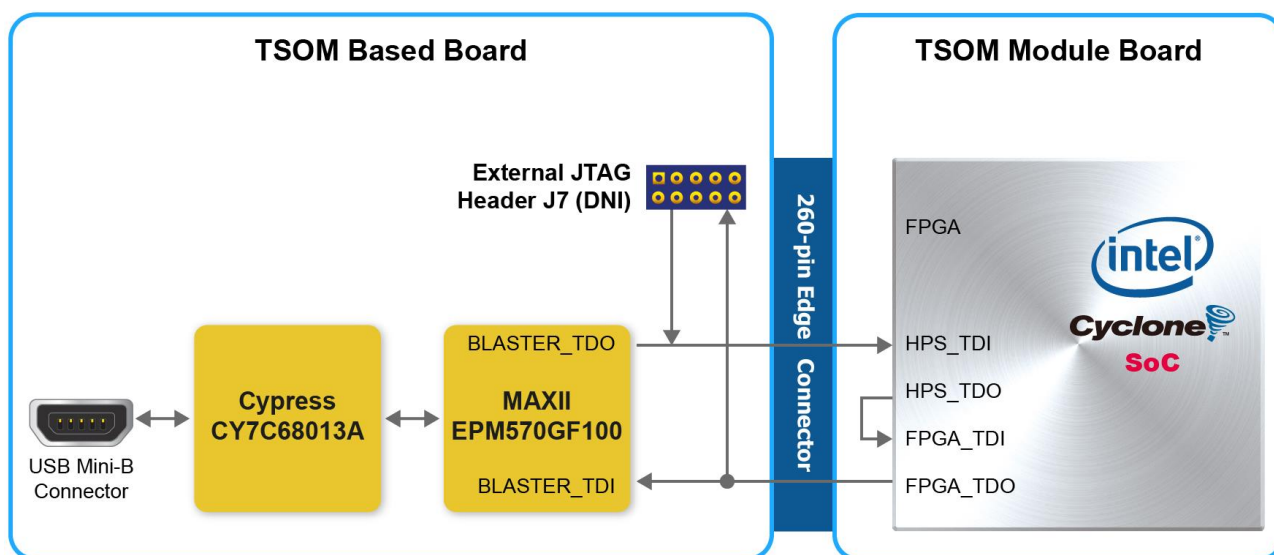 TSOM Based Board
TSOM Module Board
External JTAG
Header J7 (DNI)
260-pin Edge Connector
FPGA
intel®
Cyclone™
SoC
BLASTER_TDO
HPS_TDI
HPS_TDO
Cypress
CY7C68013A
MAXII
EPM570GF100
FPGA_TDI
USB Mini-B
Connector
BLASTER_TDI
FPGA_TDO